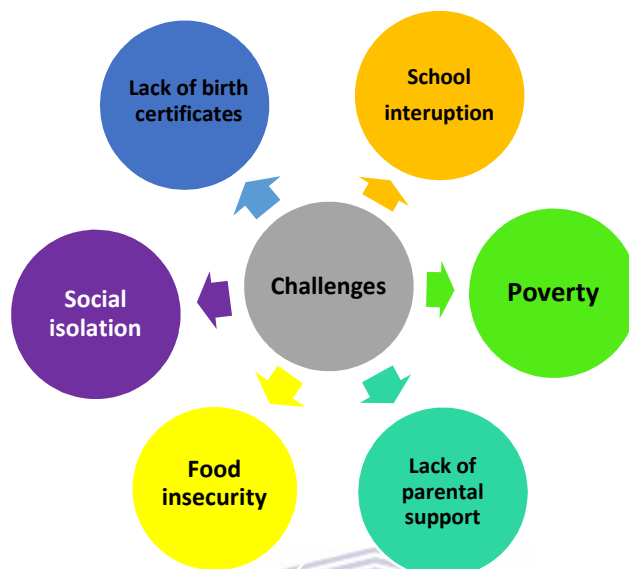 Lack of birth
certificates
School
interuption
Social
isolation
Challenges
Poverty
Food
insecurity
Lack of
parental
support